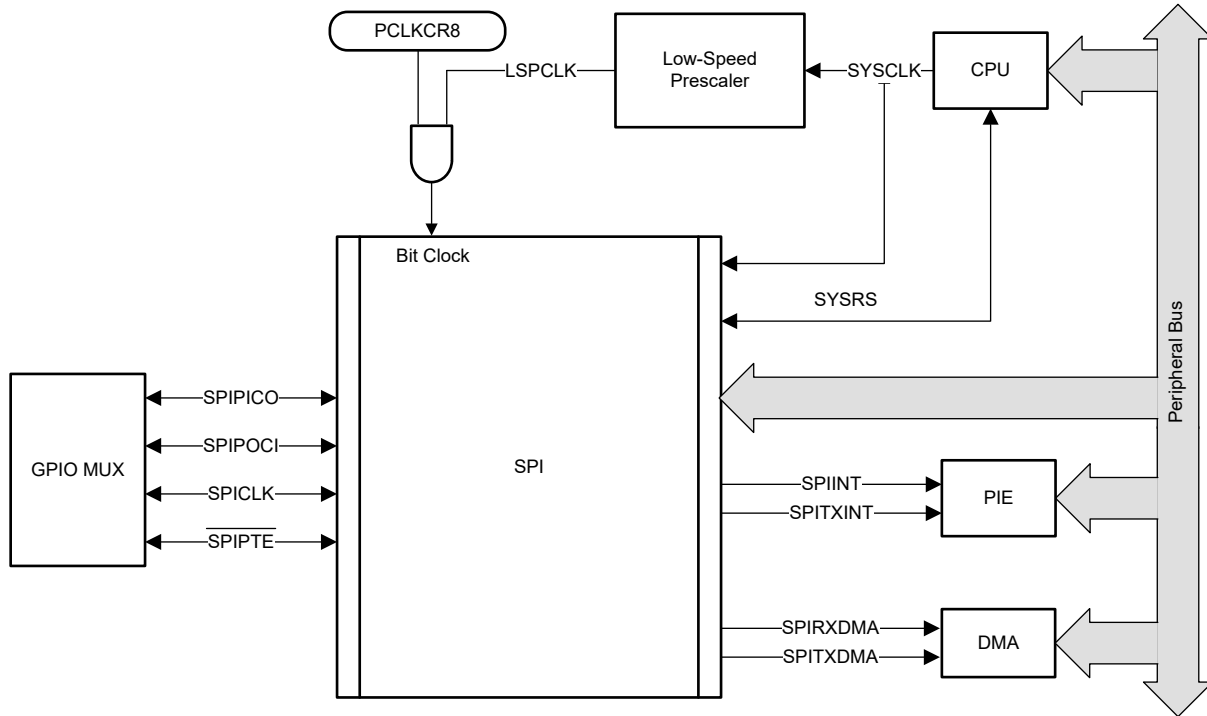 PCLKCR8
LSPCLK
Low-Speed
Prescaler
SYSCLK
CPU
Bit Clock
SYSRS
Peripheral Bus
GPIO MUX
SPIPICO
SPIPOCI
SPICLK
SPIPTE
SPI
SPIINT
SPITXINT
PIE
SPIRXDMA
SPITXDMA
DMA